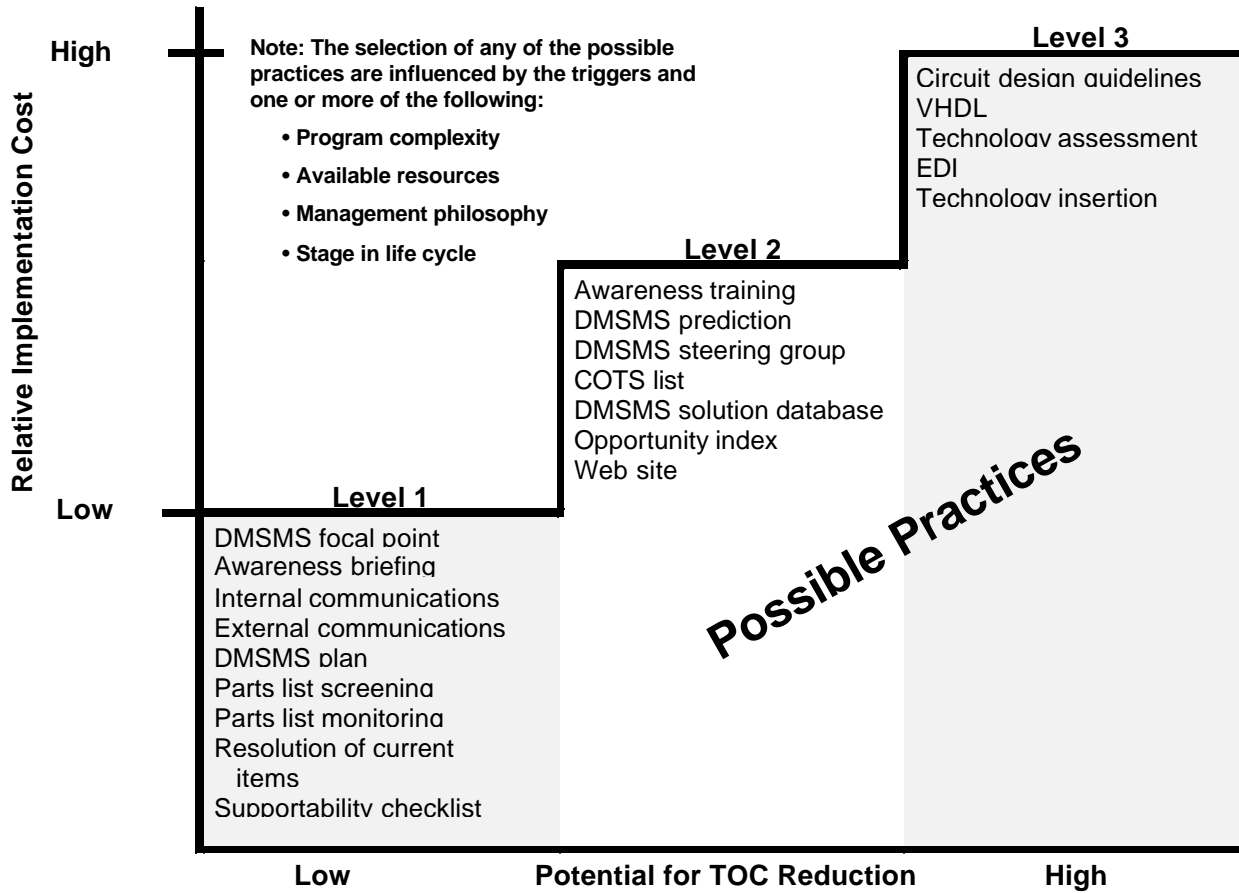 High
Low
Relative Implementation Cost
Note: The selection of any of the possible
practices are influenced by the triggers and
one or more of the following:
• Program complexity
• Available resources
• Management philosophy
• Stage in life cycle
Level 1
DMSMS focal point
Awareness briefing
Internal communications
External communications
DMSMS plan
Parts list screening
Parts list monitoring
Resolution of current
items
Supportability checklist
Level 2
Awareness training
DMSMS prediction
DMSMS steering group
COTS list
DMSMS solution database
Opportunity index
Web site
Level 3
Circuit design guidelines
VHDL
Technology assessment
EDI
Technology insertion
Possible Practices
Low
Potential for TOC Reduction
High